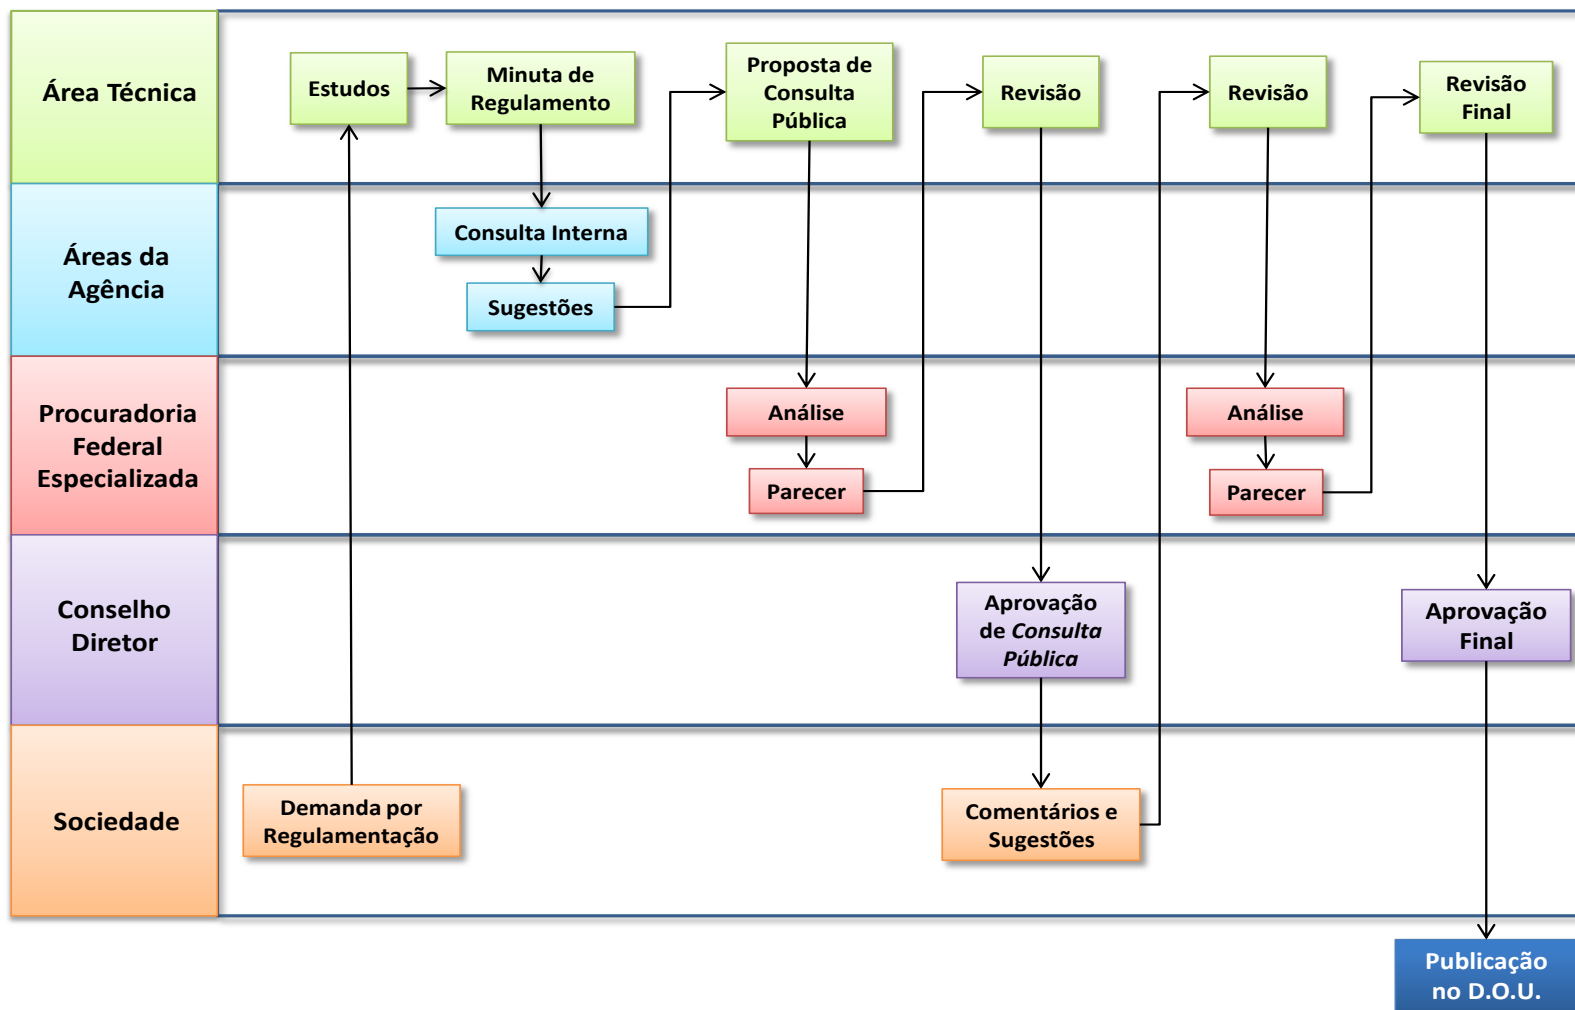 Área Técnica
Estudos
Minuta de
Regulamento
Proposta de
Consulta
Pública
Revisão
Revisão
Revisão
Final
Áreas da
Agência
Consulta Interna
Sugestões
Procuradoria
Federal
Especializada
Análise
Parecer
Análise
Parecer
Conselho
Diretor
Aprovação
de Consulta
Pública
Aprovação
Final
Sociedade
Demanda por
Regulamentação
Comentários e
Sugestões
Publicação
no D.O.U.